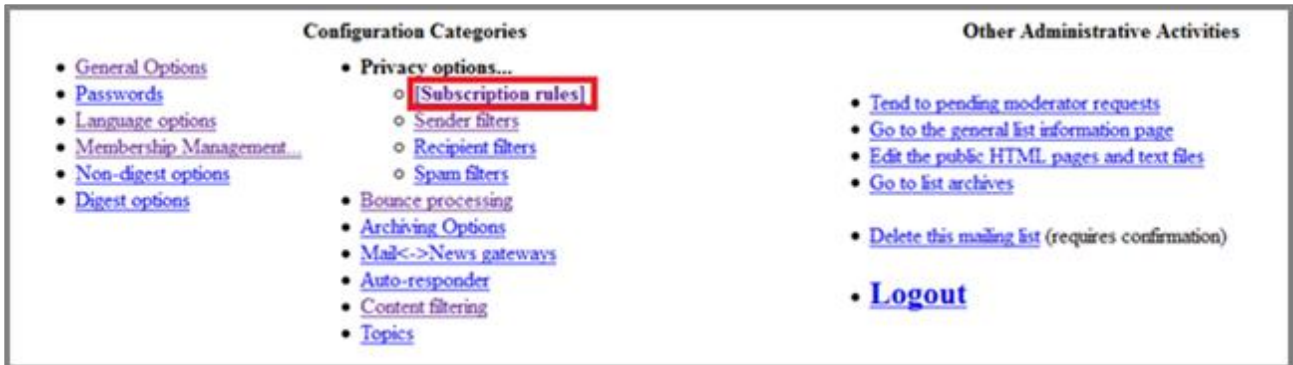 Configuration Categories
General Options
Passwords
Language options
Membership Management...
Non-digest options
Digest options
Privacy options...
[Subscription rules]
Sender filters
Recipient filters
Spam filters
Bounce processing
Archiving Options
Mail<->News gateways
Auto-responder
Content filtering
Topics
Other Administrative Activities
Tend to pending moderator requests
Go to the general list information page
Edit the public HTML pages and text files
Go to list archives
Delete this mailing list (requires confirmation)
Logout